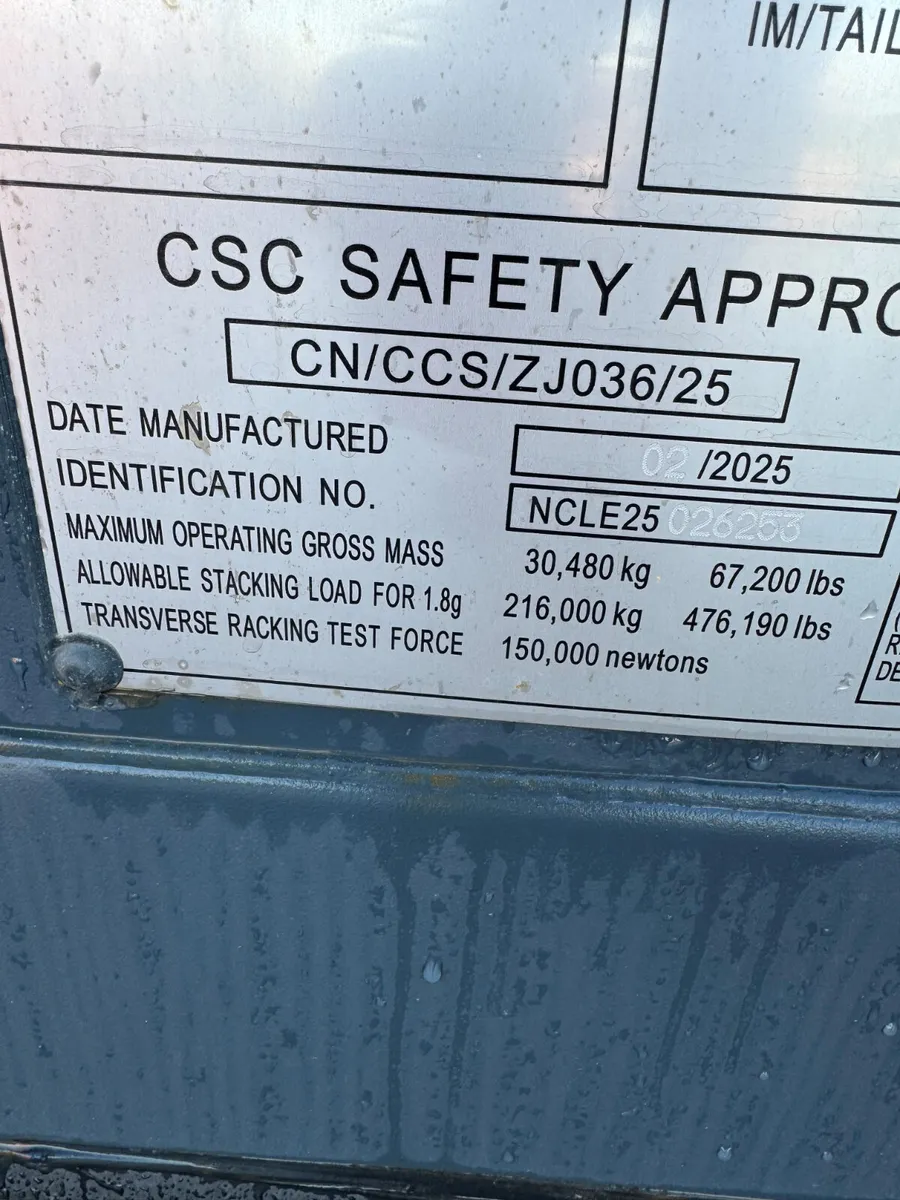 IM/TAIL
CSC SAFETY APPRO
CN/CCS/ZJ036/25
DATE MANUFACTURED 02 /2025
IDENTIFICATION NO. NCLE25 026253
MAXIMUM OPERATING GROSS MASS 30,480 kg 67,200 lbs
ALLOWABLE STACKING LOAD FOR 1.8g 216,000 kg 476,190 lbs
TRANSVERSE RACKING TEST FORCE 150,000 newtons
DE